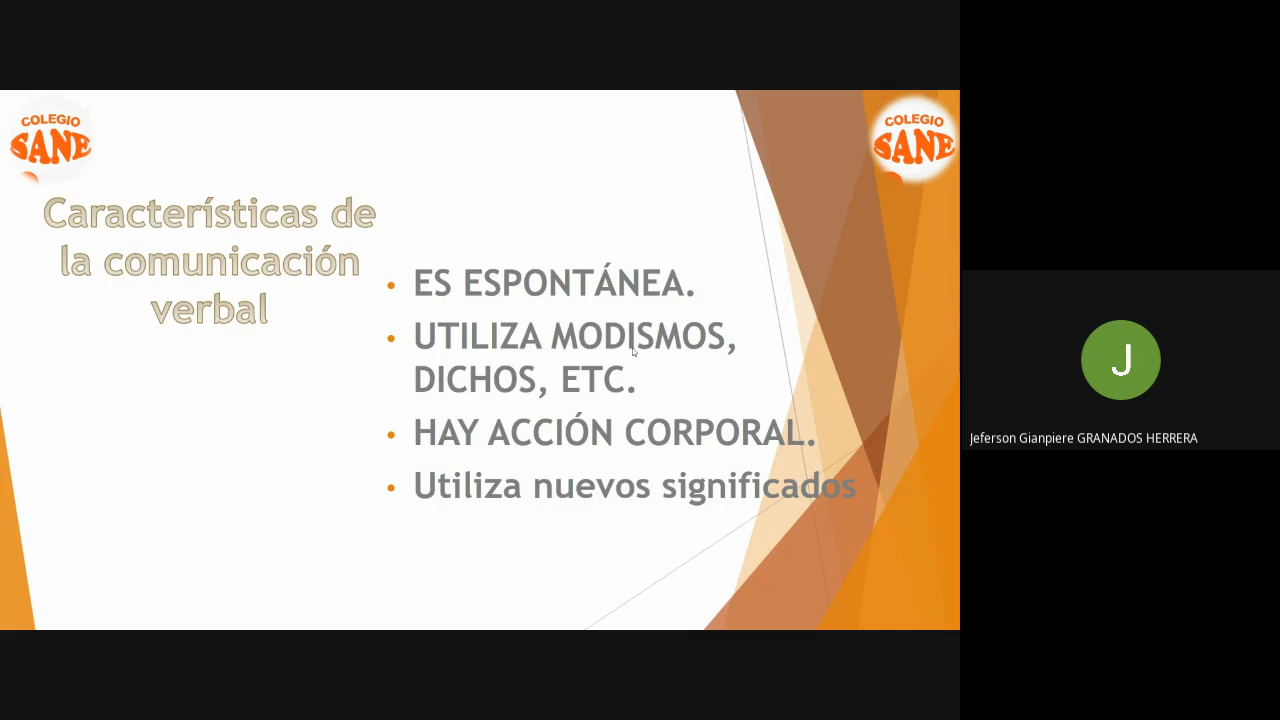 COLEGIO
SANE
COLEGIO
SANE
Características de
la comunicación
verbal
• ES ESPONTÁNEA.
• UTILIZA MODISMOS,
DICHOS, ETC.
• HAY ACCIÓN CORPORAL.
• Utiliza nuevos significados
J
Jeferson Gianpiere GRANADOS HERRERA